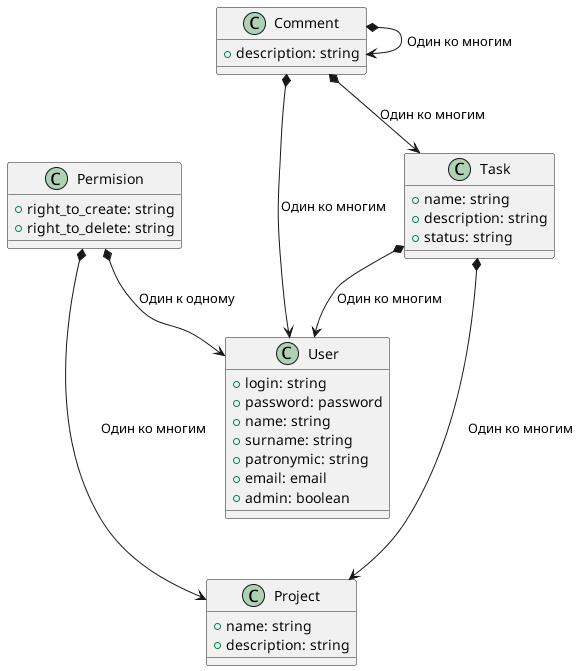 Comment
description: string
Один ко многим
Один ко многим
Permision
right_to_create: string
right_to_delete: string
Task
name: string
description: string
status: string
Один ко многим
Один к одному
Один ко многим
User
login: string
password: password
name: string
surname: string
patronymic: string
email: email
admin: boolean
Один ко многим
Один ко многим
Project
name: string
description: string